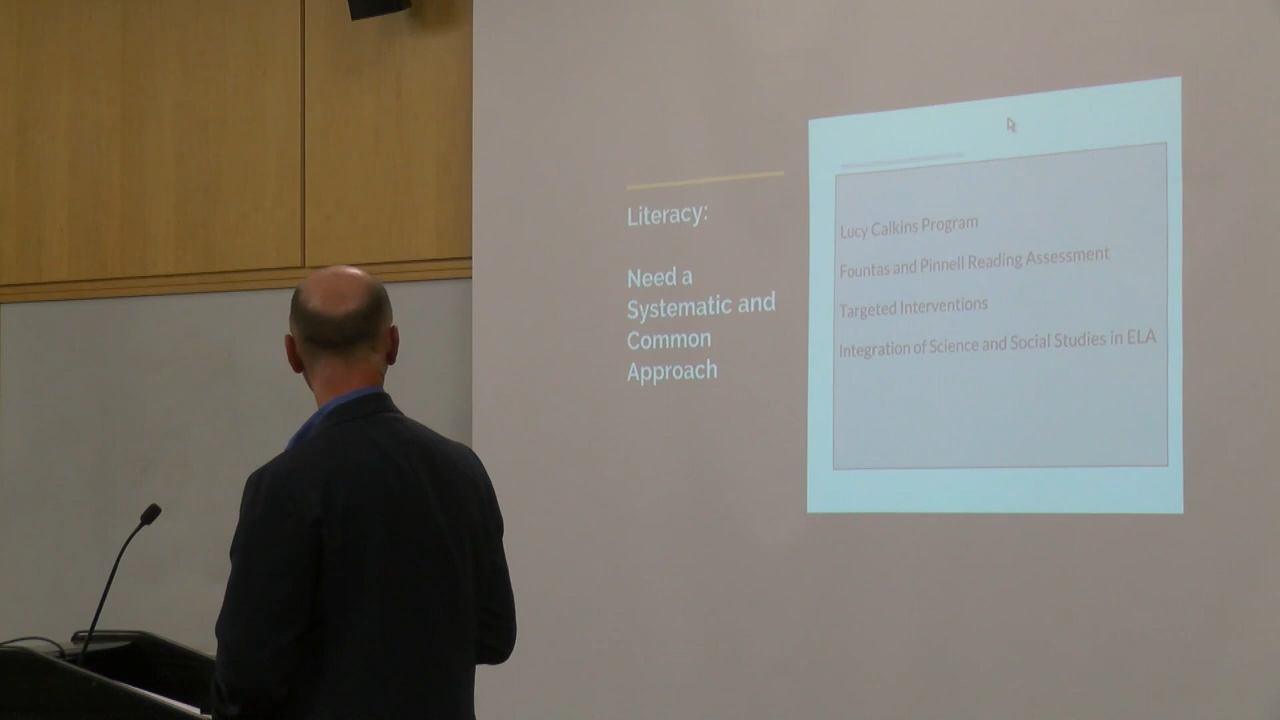 Literacy:
Need a
Systematic and
Common
Approach
Lucy Calkins Program
Fountas and Pinnell Reading Assessment
Targeted Interventions
Integration of Science and Social Studies in ELA